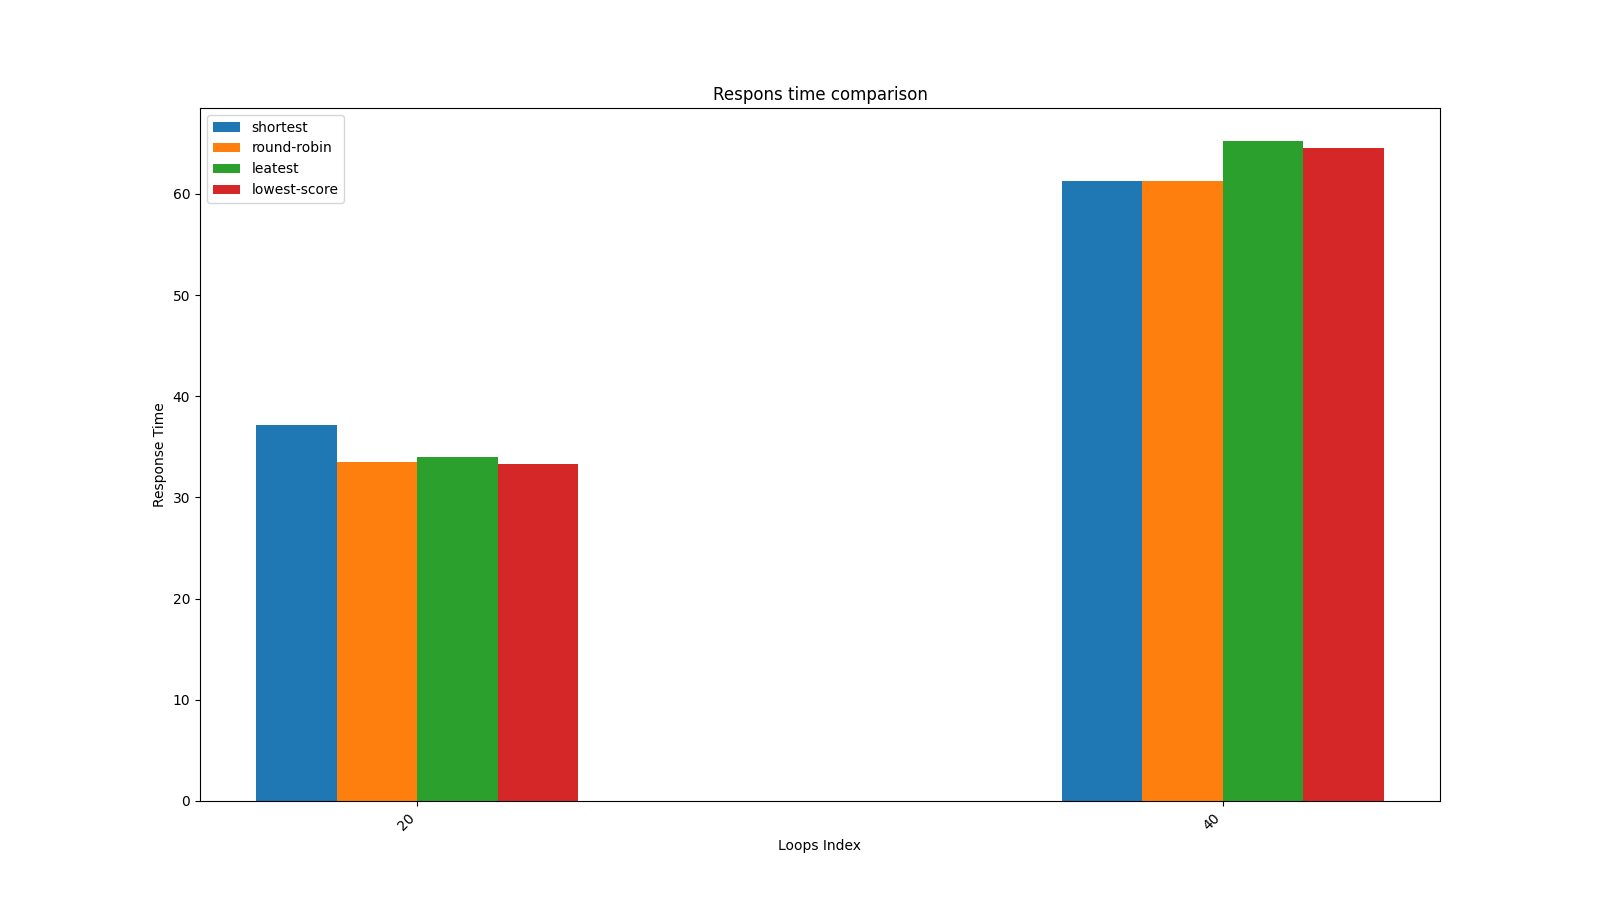 Respons time comparison
shortest
round-robin
leatest
lowest-score
60
50
40
30
20
10
0
Response Time
20
40
Loops Index